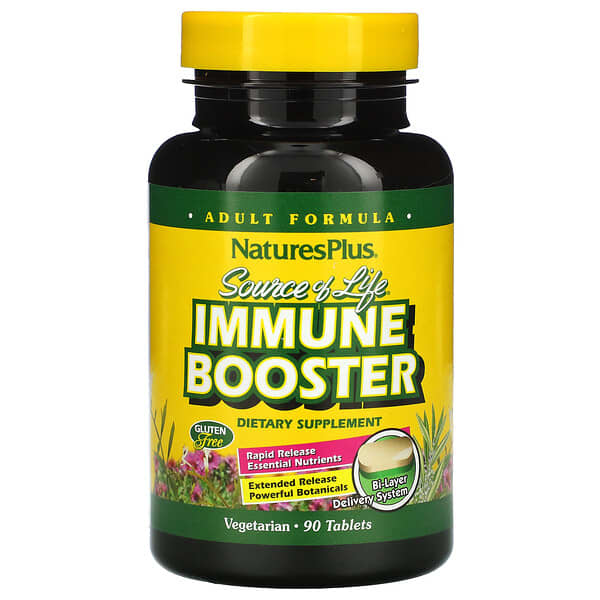 • ADULT FORMULA •
NaturesPlus®
Source of Life®
IMMUNE
BOOSTER
DIETARY SUPPLEMENT
GLUTEN
Free
Rapid Release
Essential Nutrients
Extended Release
Powerful Botanicals
Bi-Layer
Delivery System
Vegetarian • 90 Tablets